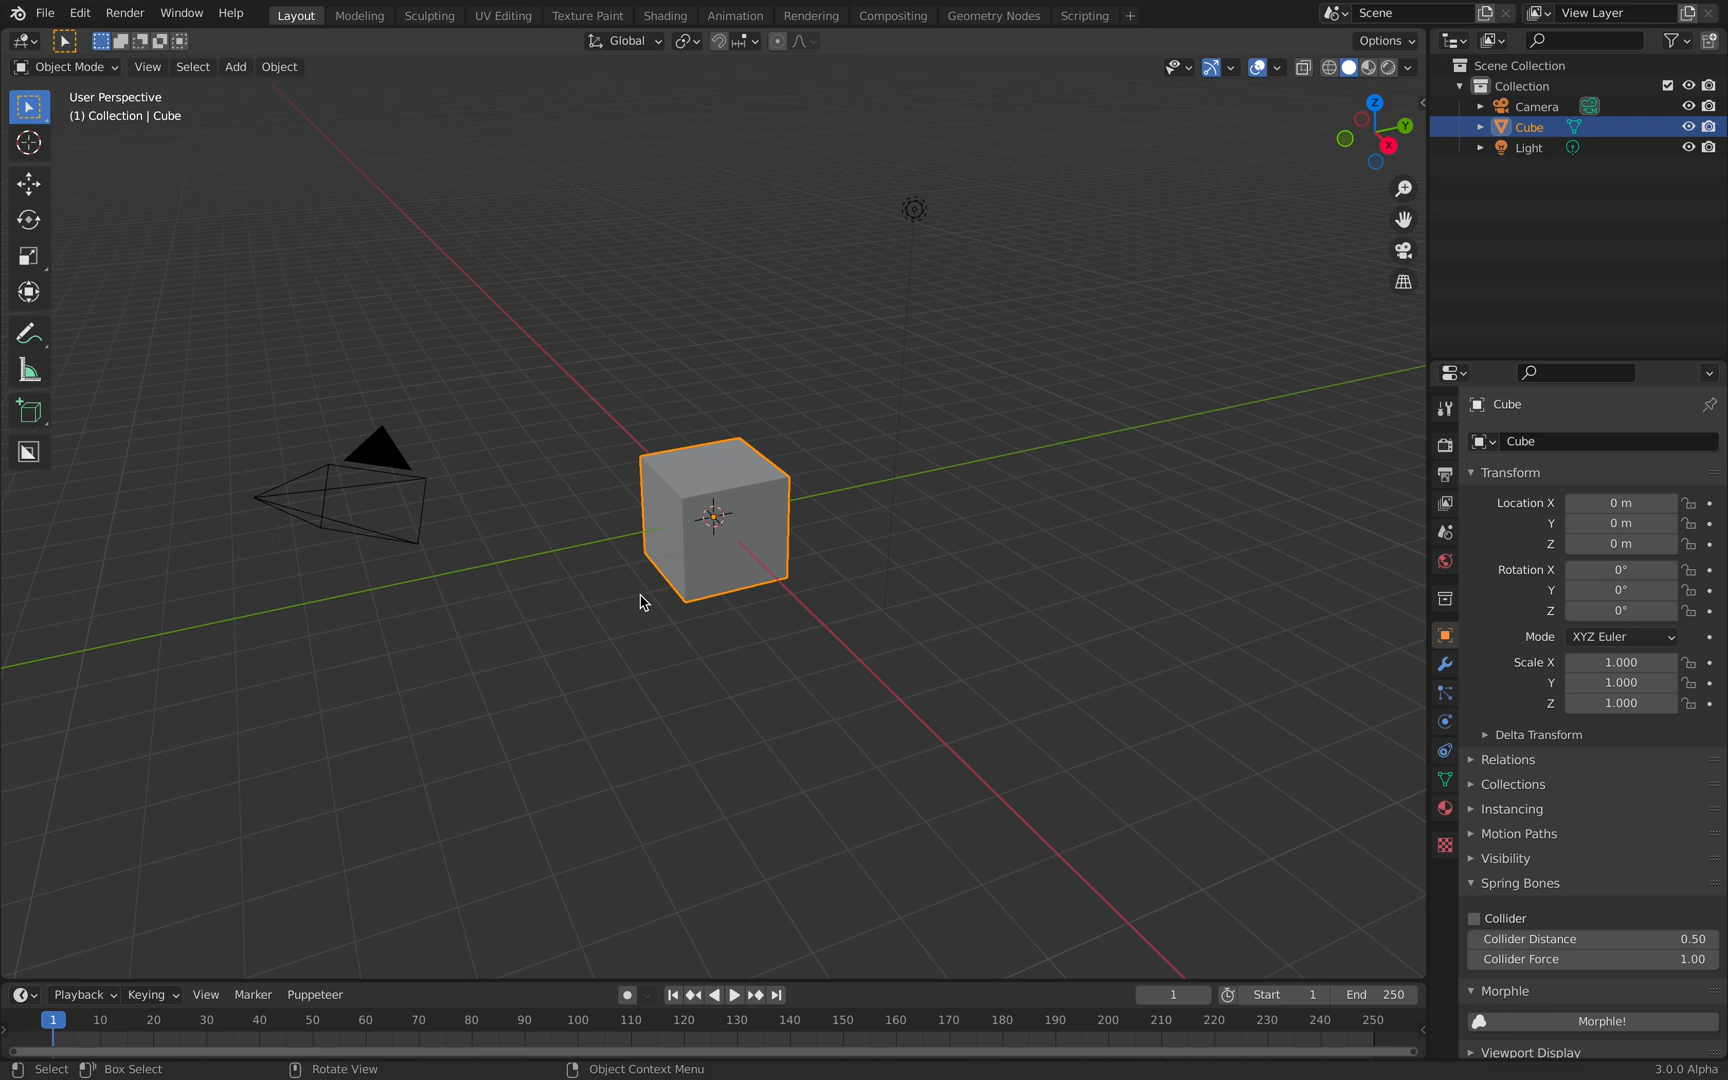 File Edit Render Window Help Layout Modeling Sculpting UV Editing Texture Paint Shading Animation Rendering Compositing Geometry Nodes Scripting + Scene View Layer
Global Options
Object Mode View Select Add Object
User Perspective
(1) Collection | Cube
Z
Y
X
Scene Collection
Collection
Camera
Cube
Light
Cube
Cube
Transform
Location X 0 m
Y 0 m
Z 0 m
Rotation X 0°
Y 0°
Z 0°
Mode XYZ Euler
Scale X 1.000
Y 1.000
Z 1.000
Delta Transform
Relations
Collections
Instancing
Motion Paths
Visibility
Spring Bones
Collider
Collider Distance 0.50
Collider Force 1.00
Morphle
Morphle!
Viewport Display
Playback Keying View Marker Puppeteer 1 Start 1 End 250
1 10 20 30 40 50 60 70 80 90 100 110 120 130 140 150 160 170 180 190 200 210 220 230 240 250
Select Box Select Rotate View Object Context Menu 3.0.0 Alpha